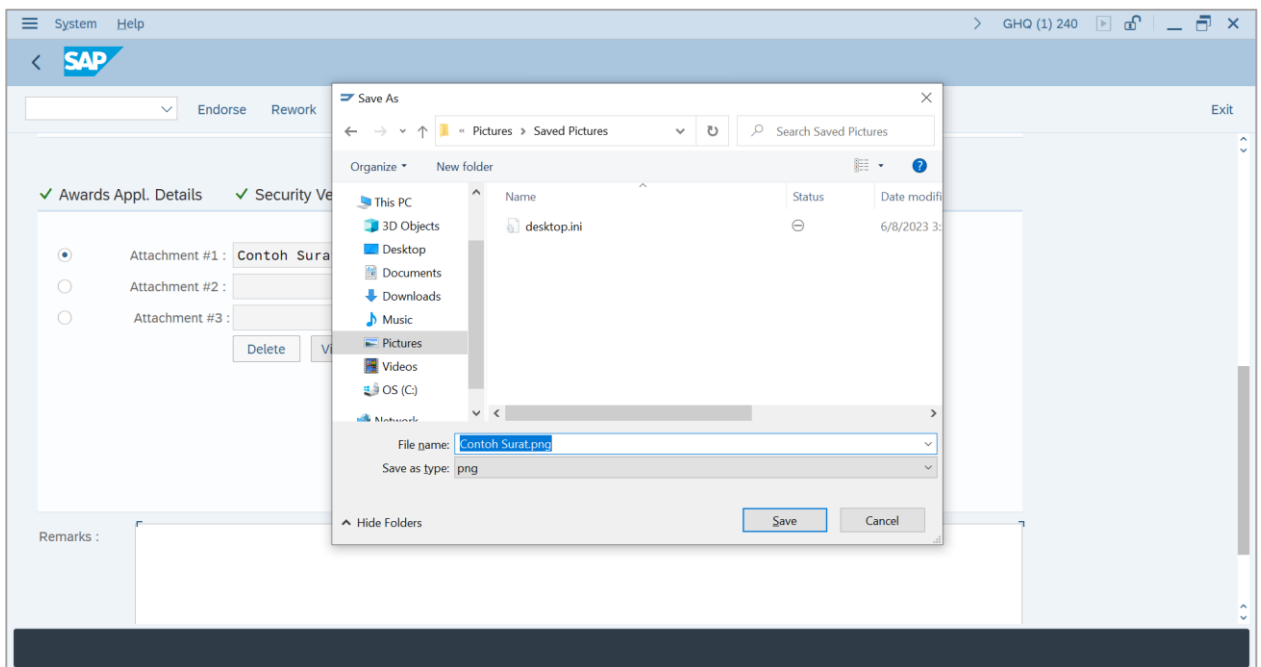 System Help GHQ (1) 240
SAP
Endorse Rework Exit
Save As
« Pictures > Saved Pictures Search Saved Pictures
Organize New folder
Awards Appl. Details Security Ve
This PC Name Status Date modifi
3D Objects desktop.ini 6/8/2023 3:
Desktop
Attachment #1 : Contoh Sura
Documents
Attachment #2 :
Downloads
Attachment #3 : Music
Delete Vi Pictures
Videos
OS (C:)
Network
File name: Contoh Surat.png
Save as type: png
Hide Folders Save Cancel
Remarks :